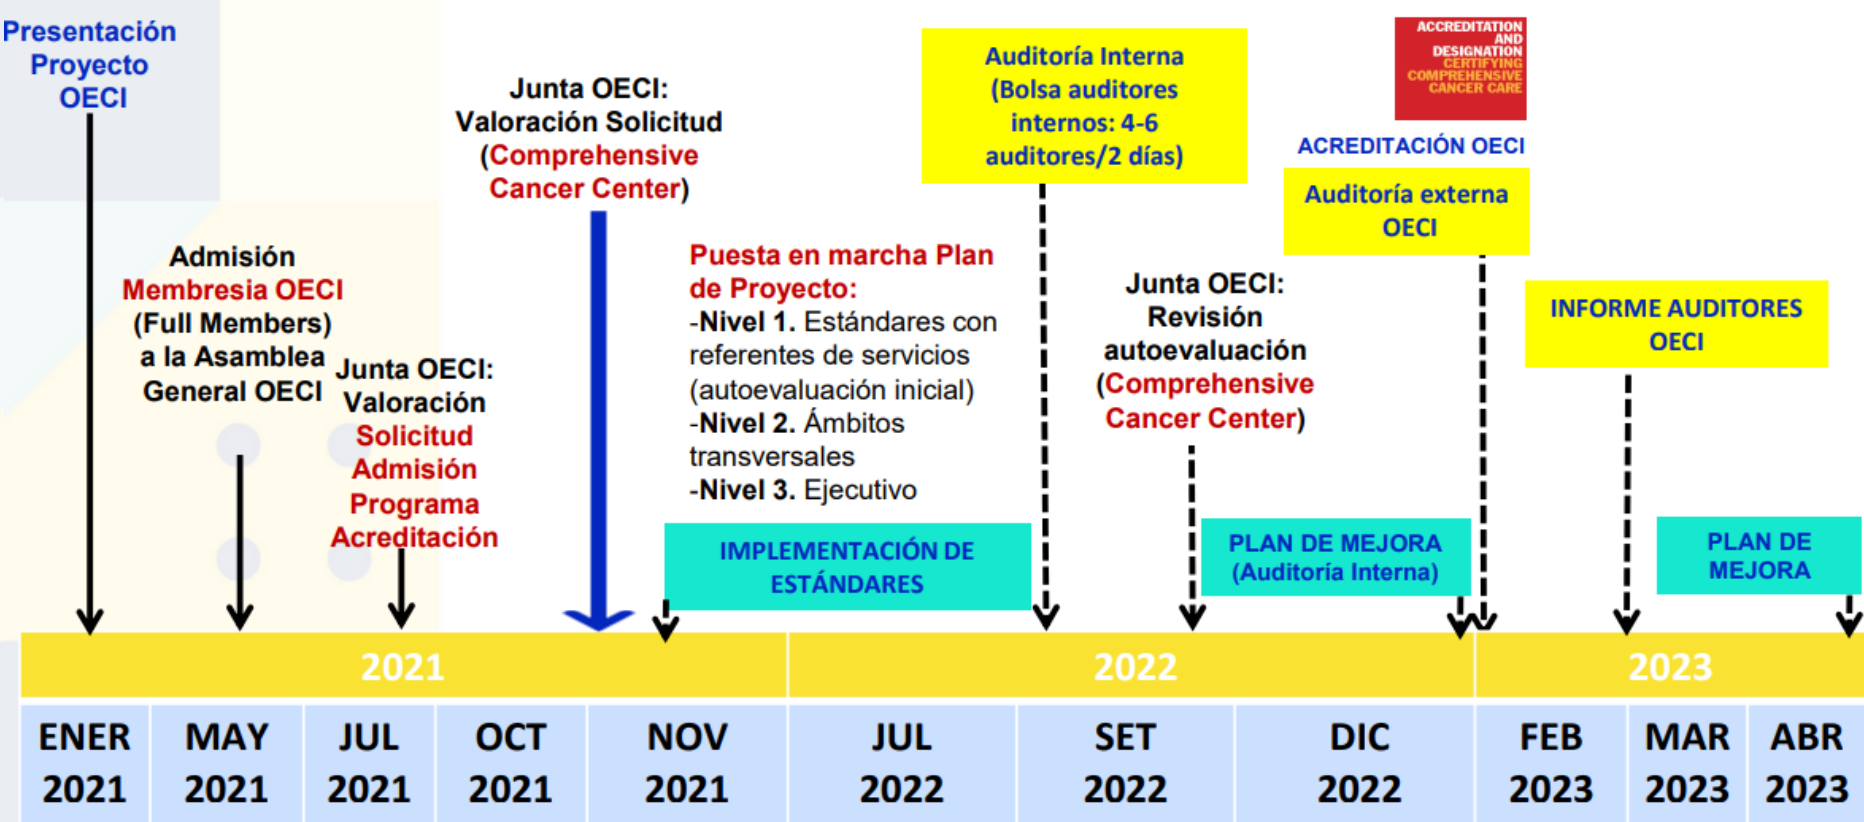 Presentación
Proyecto
OECI
Admisión
Membresia OECI
(Full Members)
a la Asamblea
General OECI
Junta OECI:
Valoración
Solicitud
Admisión
Programa
Acreditación
Junta OECI:
Valoración Solicitud
(Comprehensive
Cancer Center)
Puesta en marcha Plan
de Proyecto:
-Nivel 1. Estándares con
referentes de servicios
(autoevaluación inicial)
-Nivel 2. Ámbitos
transversales
-Nivel 3. Ejecutivo
IMPLEMENTACIÓN DE
ESTÁNDARES
Auditoría Interna
(Bolsa auditores
internos: 4-6
auditores/2 días)
Junta OECI:
Revisión
autoevaluación
(Comprehensive
Cancer Center)
PLAN DE MEJORA
(Auditoría Interna)
ACCREDITATION
AND
DESIGNATION
CERTIFYING
COMPREHENSIVE
CANCER CARE
ACREDITACIÓN OECI
Auditoría externa
OECI
INFORME AUDITORES
OECI
PLAN DE
MEJORA
2021
2022
2023
ENER
2021
MAY
2021
JUL
2021
OCT
2021
NOV
2021
JUL
2022
SET
2022
DIC
2022
FEB
2023
MAR
2023
ABR
2023